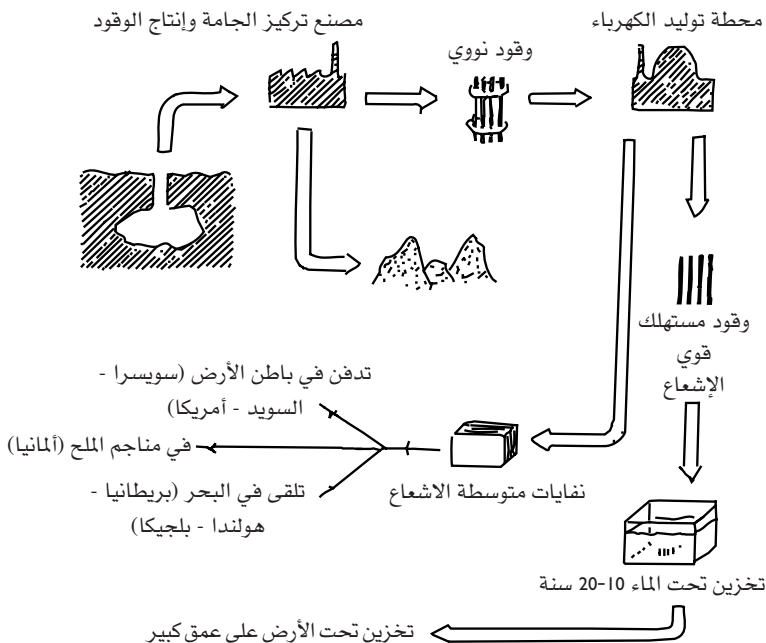 محطة توليد الكهرباء
مصنع تركيز الجامة وإنتاج الوقود
وقود نووي
وقود مستهلك
قوي
الإشعاع
تدفن في باطن الأرض (سويسرا -
السويد - أمريكا)
في مناجم الملح (ألمانيا)
تلقى في البحر (بريطانيا -
هولندا - بلجيكا)
نفايات متوسطة الاشعاع
تخزين تحت الماء 10-20 سنة
تخزين تحت الأرض على عمق كبير